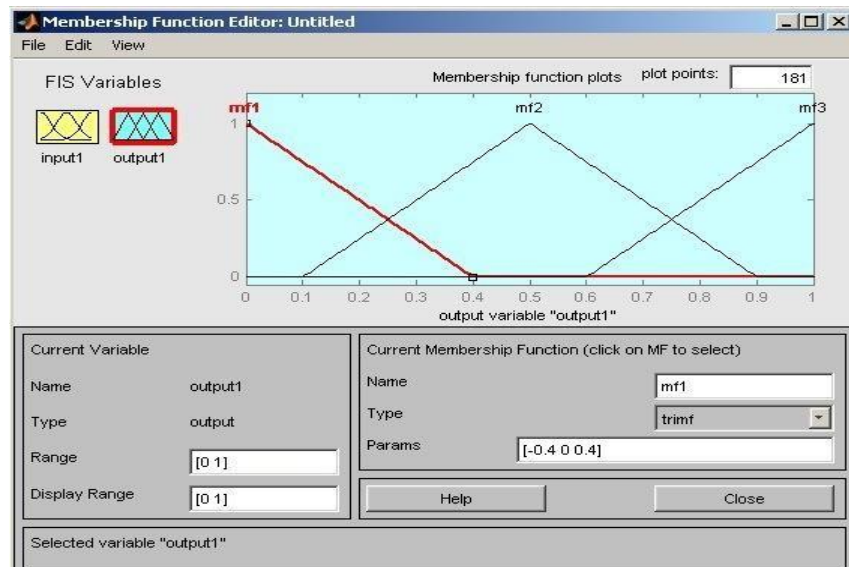 Membership Function Editor: Untitled
File Edit View
FIS Variables
Membership function plots plot points: 181
input1 output1
mf1 mf2 mf3
1
0.5
0
0 0.1 0.2 0.3 0.4 0.5 0.6 0.7 0.8 0.9 1
output variable "output1"
Current Variable
Name output1
Type output
Range [0 1]
Display Range [0 1]
Current Membership Function (click on MF to select)
Name mf1
Type trimf
Params [-0.4 0 0.4]
Help Close
Selected variable "output1"